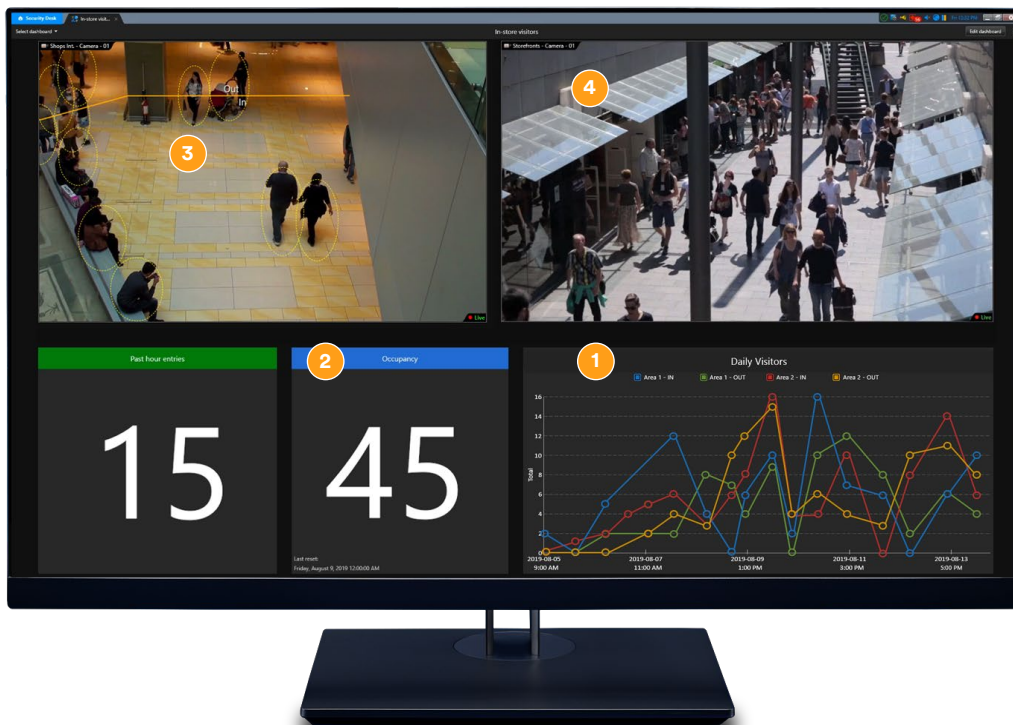 Security Desk
In-store visit... ×
Fri 12:22 PM
Select dashboard
In-store visitors
Edit dashboard
Shops Int. - Camera - 01
Storefronts - Camera - 01
4
Out
In
3
Live
Live
Past hour entries
2
Occupancy
1
Daily Visitors
Area 1 - IN
Area 1 - OUT
Area 2 - IN
Area 2 - OUT
15
45
Total
16
14
12
10
8
6
4
2
0
2019-08-05
9:00 AM
2019-08-07
11:00 AM
2019-08-09
1:00 PM
2019-08-11
3:00 PM
2019-08-13
5:00 PM
Last reset:
Friday, August 9, 2019 12:00:00 AM